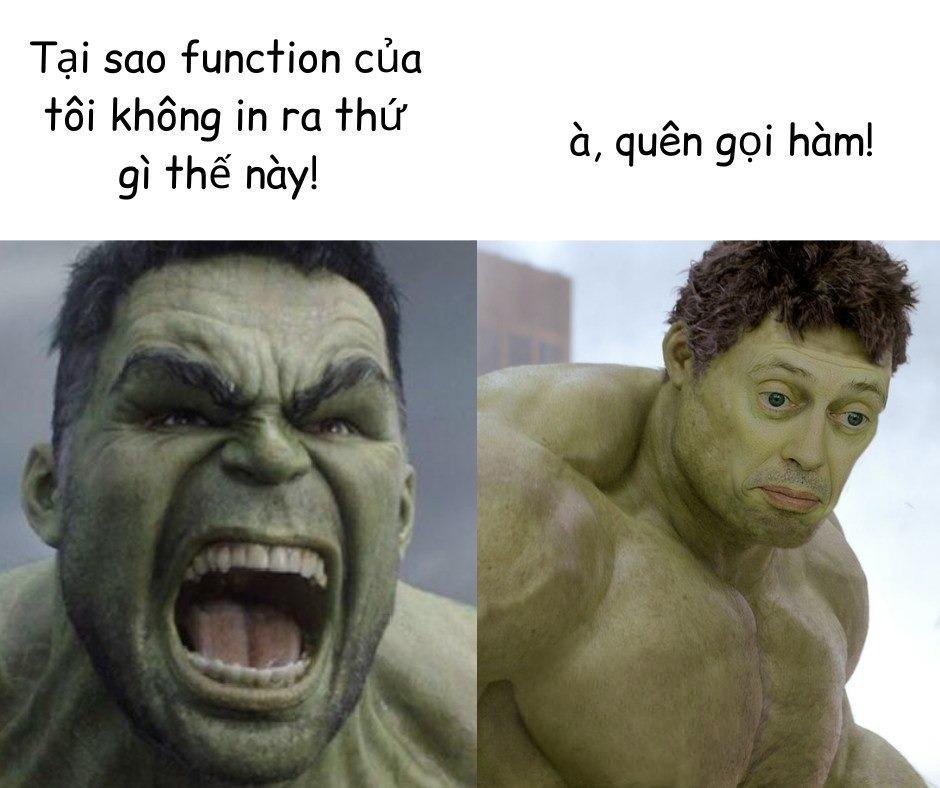 Tại sao function của
tôi không in ra thứ
gì thế này!
à, quên gọi hàm!